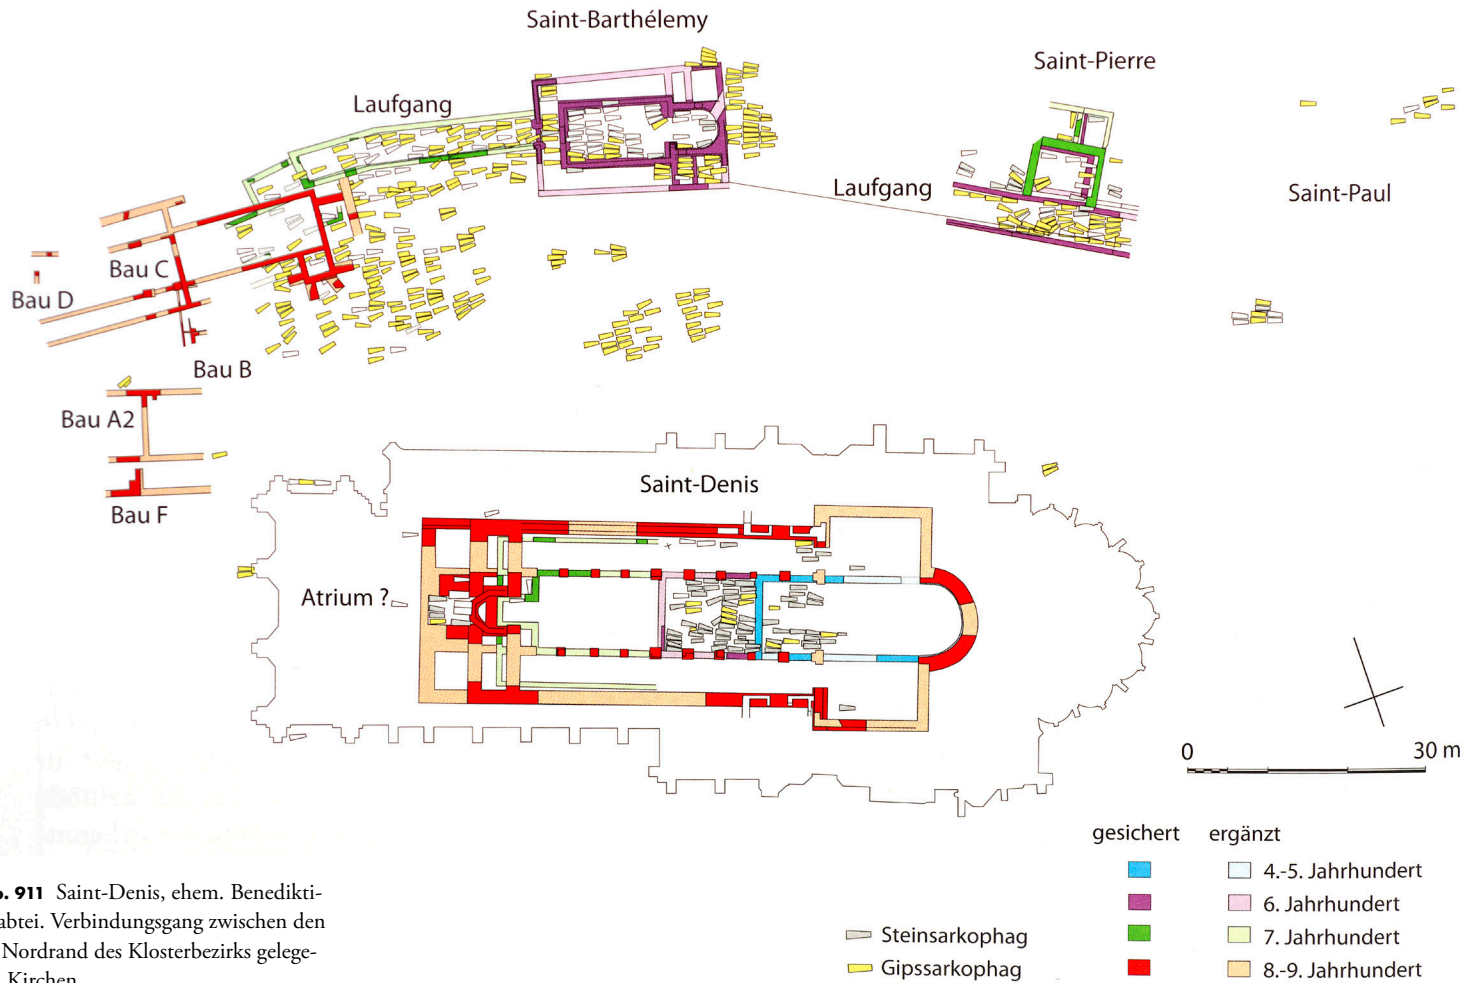 Saint-Barthélemy
Saint-Pierre
Laufgang
Laufgang
Saint-Paul
Bau C
Bau D
Bau B
Bau A2
Bau F
Saint-Denis
Atrium ?
0 30 m
gesichert ergänzt
4.-5. Jahrhundert
6. Jahrhundert
7. Jahrhundert
8.-9. Jahrhundert
Steinsarkophag
Gipssarkophag
911 Saint-Denis, ehem. Benedikti-
abtei. Verbindungsgang zwischen den
Nordrand des Klosterbezirks gelege-
Kirchen